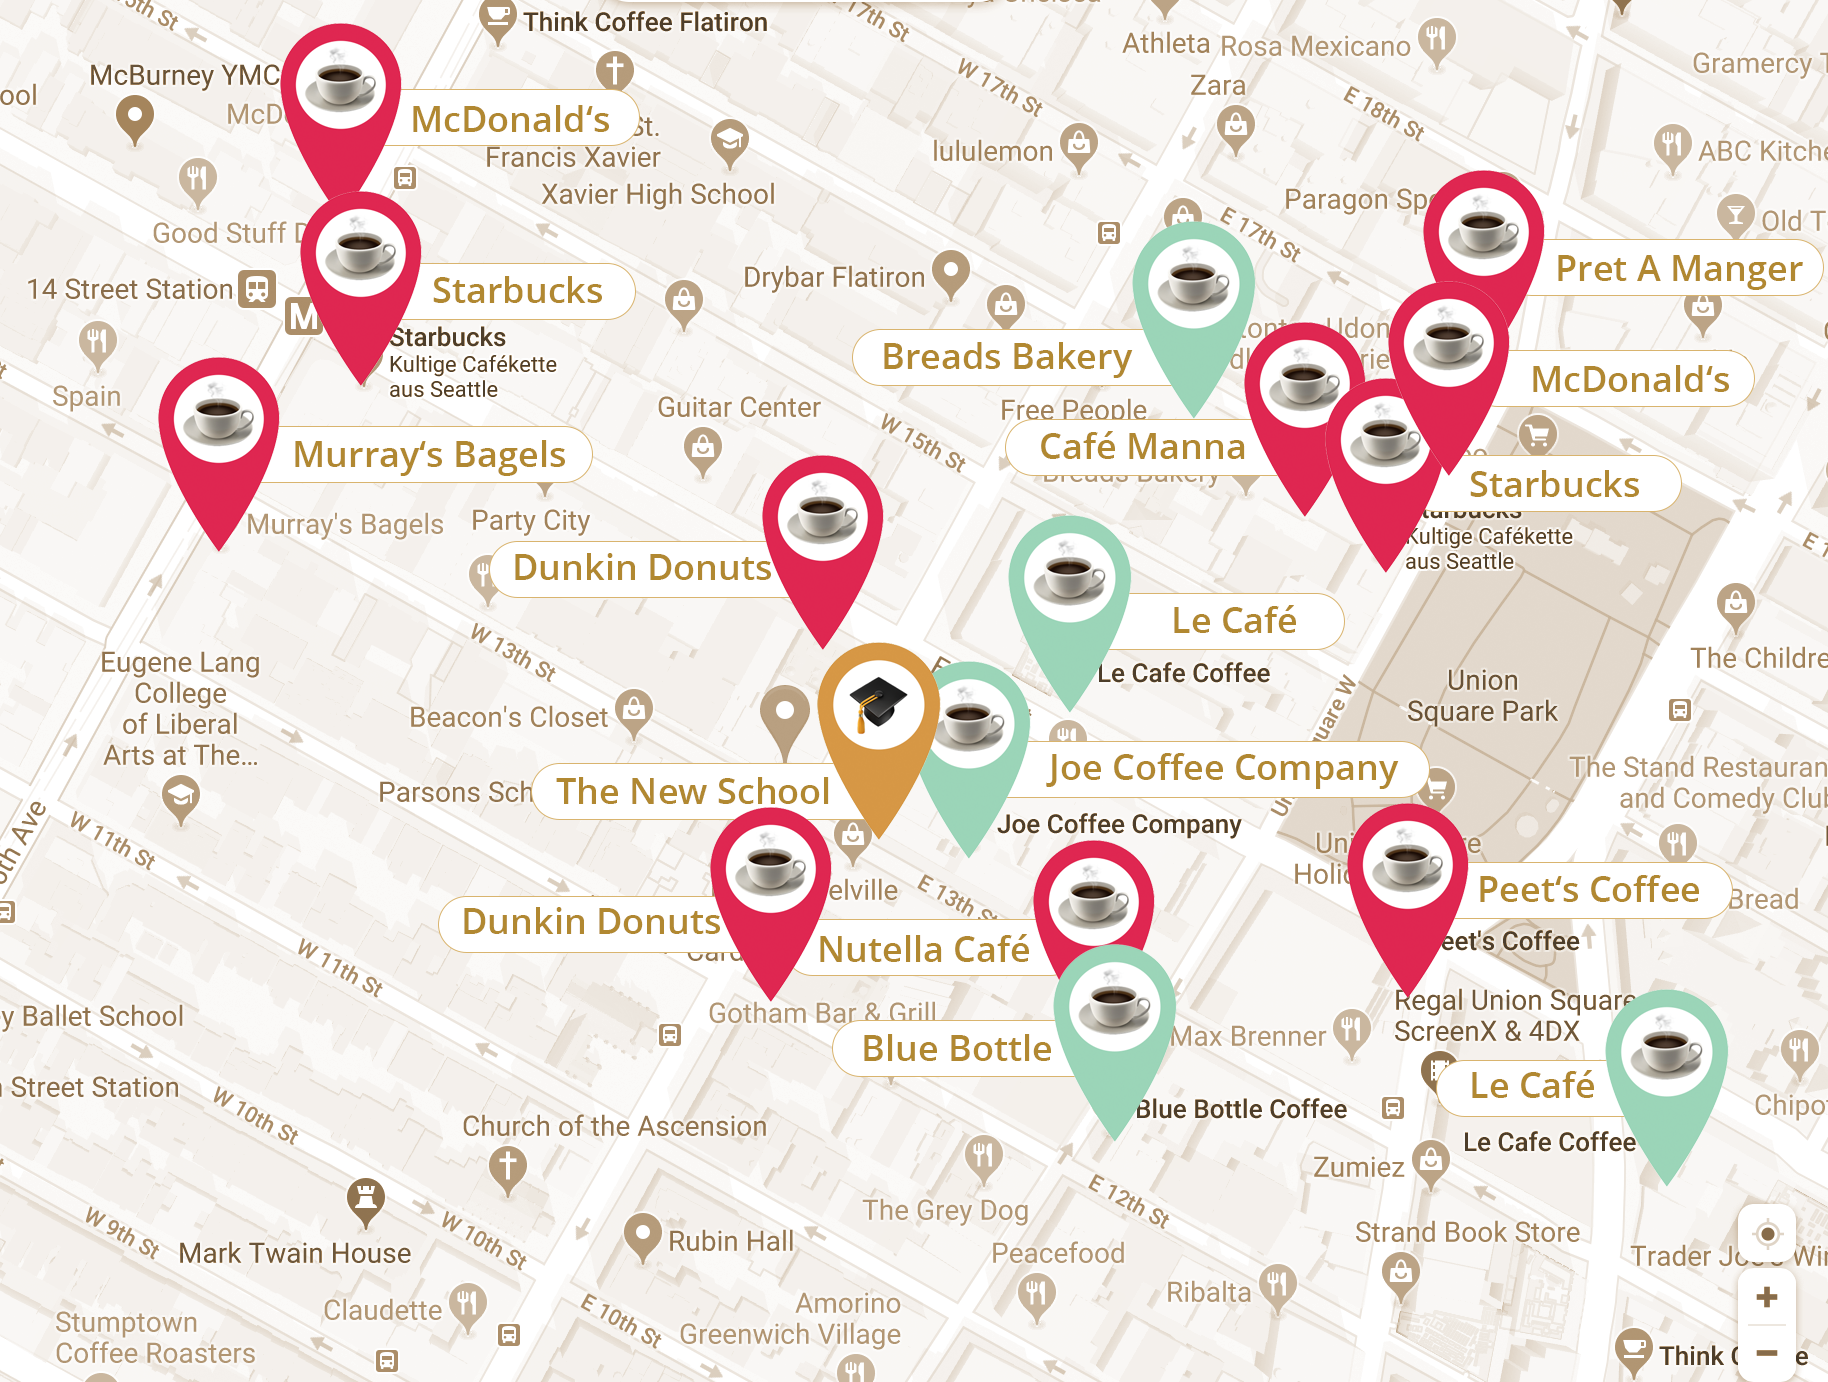 Think Coffee Flatiron
17th St
Athleta
Rosa Mexicano
McBurney YMC
W 17th St
Zara
E 18th St
McDonald‘s
St.
Francis Xavier
lululemon
ABC Kitche
Xavier High School
Paragon Sp
Good Stuff D
E 17th St
14 Street Station
M
Starbucks
Drybar Flatiron
Pret A Manger
Starbucks
Kultige Cafékette
aus Seattle
Breads Bakery
McDonald‘s
Spain
Guitar Center
Free People
W 15th St
Café Manna
Breads Bakery
Murray‘s Bagels
Starbucks
Murray's Bagels
Party City
Starbucks
Kultige Cafékette
aus Seattle
Dunkin Donuts
W 13th St
Le Café
Le Cafe Coffee
Eugene Lang
College
of Liberal
Arts at The...
Beacon's Closet
Union
Square Park
The Childre
The New School
Parsons Sch
Joe Coffee Company
Joe Coffee Company
The Stand Restauran
and Comedy Club
W 11th St
elville
E 13th St
Dunkin Donuts
Nutella Café
Peet‘s Coffee
Bread
eet's Coffee
W 11th St
Gotham Bar & Grill
Regal Union Square
ScreenX & 4DX
y Ballet School
Blue Bottle
Max Brenner
Street Station
Le Café
W 10th St
Blue Bottle Coffee
Chipo
Church of the Ascension
Le Cafe Coffee
Zumiez
The Grey Dog
E 12th St
W 9th St
W 10th St
Mark Twain House
Rubin Hall
Peacefood
Strand Book Store
Ribalta
Claudette
E 10th St
Amorino
Greenwich Village
Stumptown
Coffee Roasters
Think C